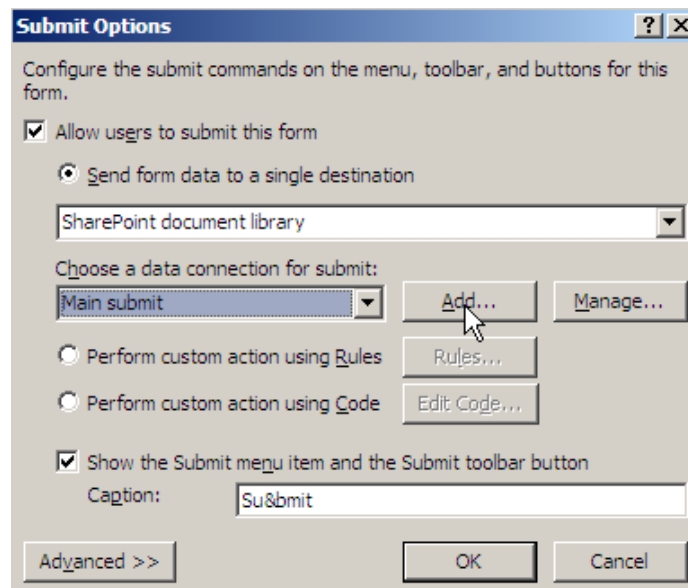 Submit Options
Configure the submit commands on the menu, toolbar, and buttons for this
form.
Allow users to submit this form
Send form data to a single destination
SharePoint document library
Choose a data connection for submit:
Main submit
Add...
Manage...
Perform custom action using Rules
Rules...
Perform custom action using Code
Edit Code...
Show the Submit menu item and the Submit toolbar button
Caption:
Su&bmit
Advanced >>
OK
Cancel